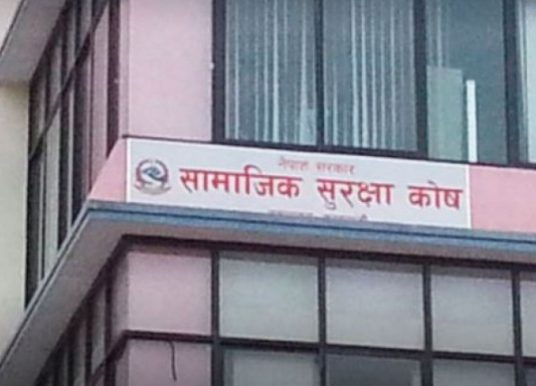 नेपाल सरकार
सामाजिक सुरक्षा कोष